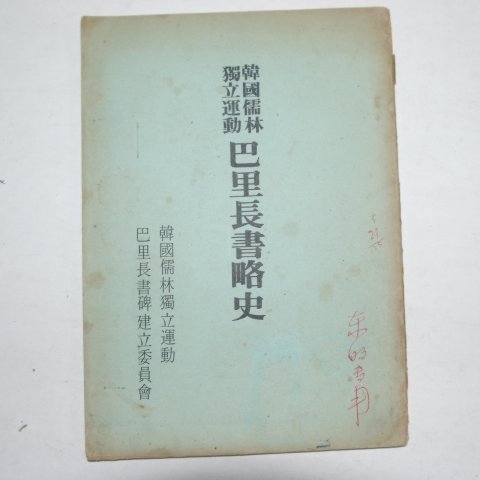 韓國儒林
獨立運動
巴里長書略史
韓國儒林獨立運動
巴里長書碑建立委員會